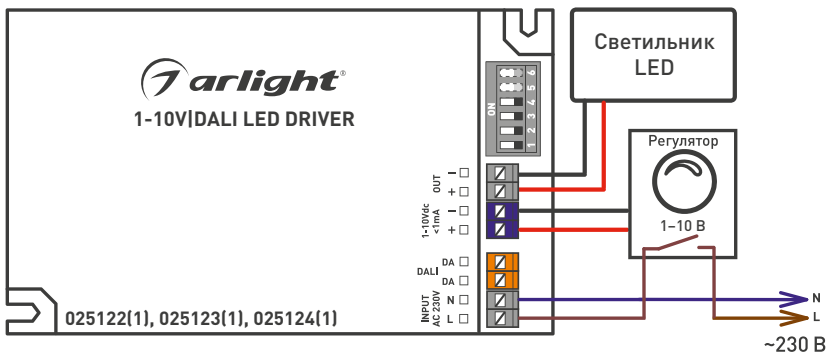 arlight®
1-10V|DALI LED DRIVER
025122(1), 025123(1), 025124(1)
ON
1 2 3 4 5 6
OUT
−
+
1-10Vdc
<1mA
−
+
DALI
DA
DA
INPUT
AC 230V
N
L
Светильник
LED
Регулятор
1–10 В
N
L
~230 В